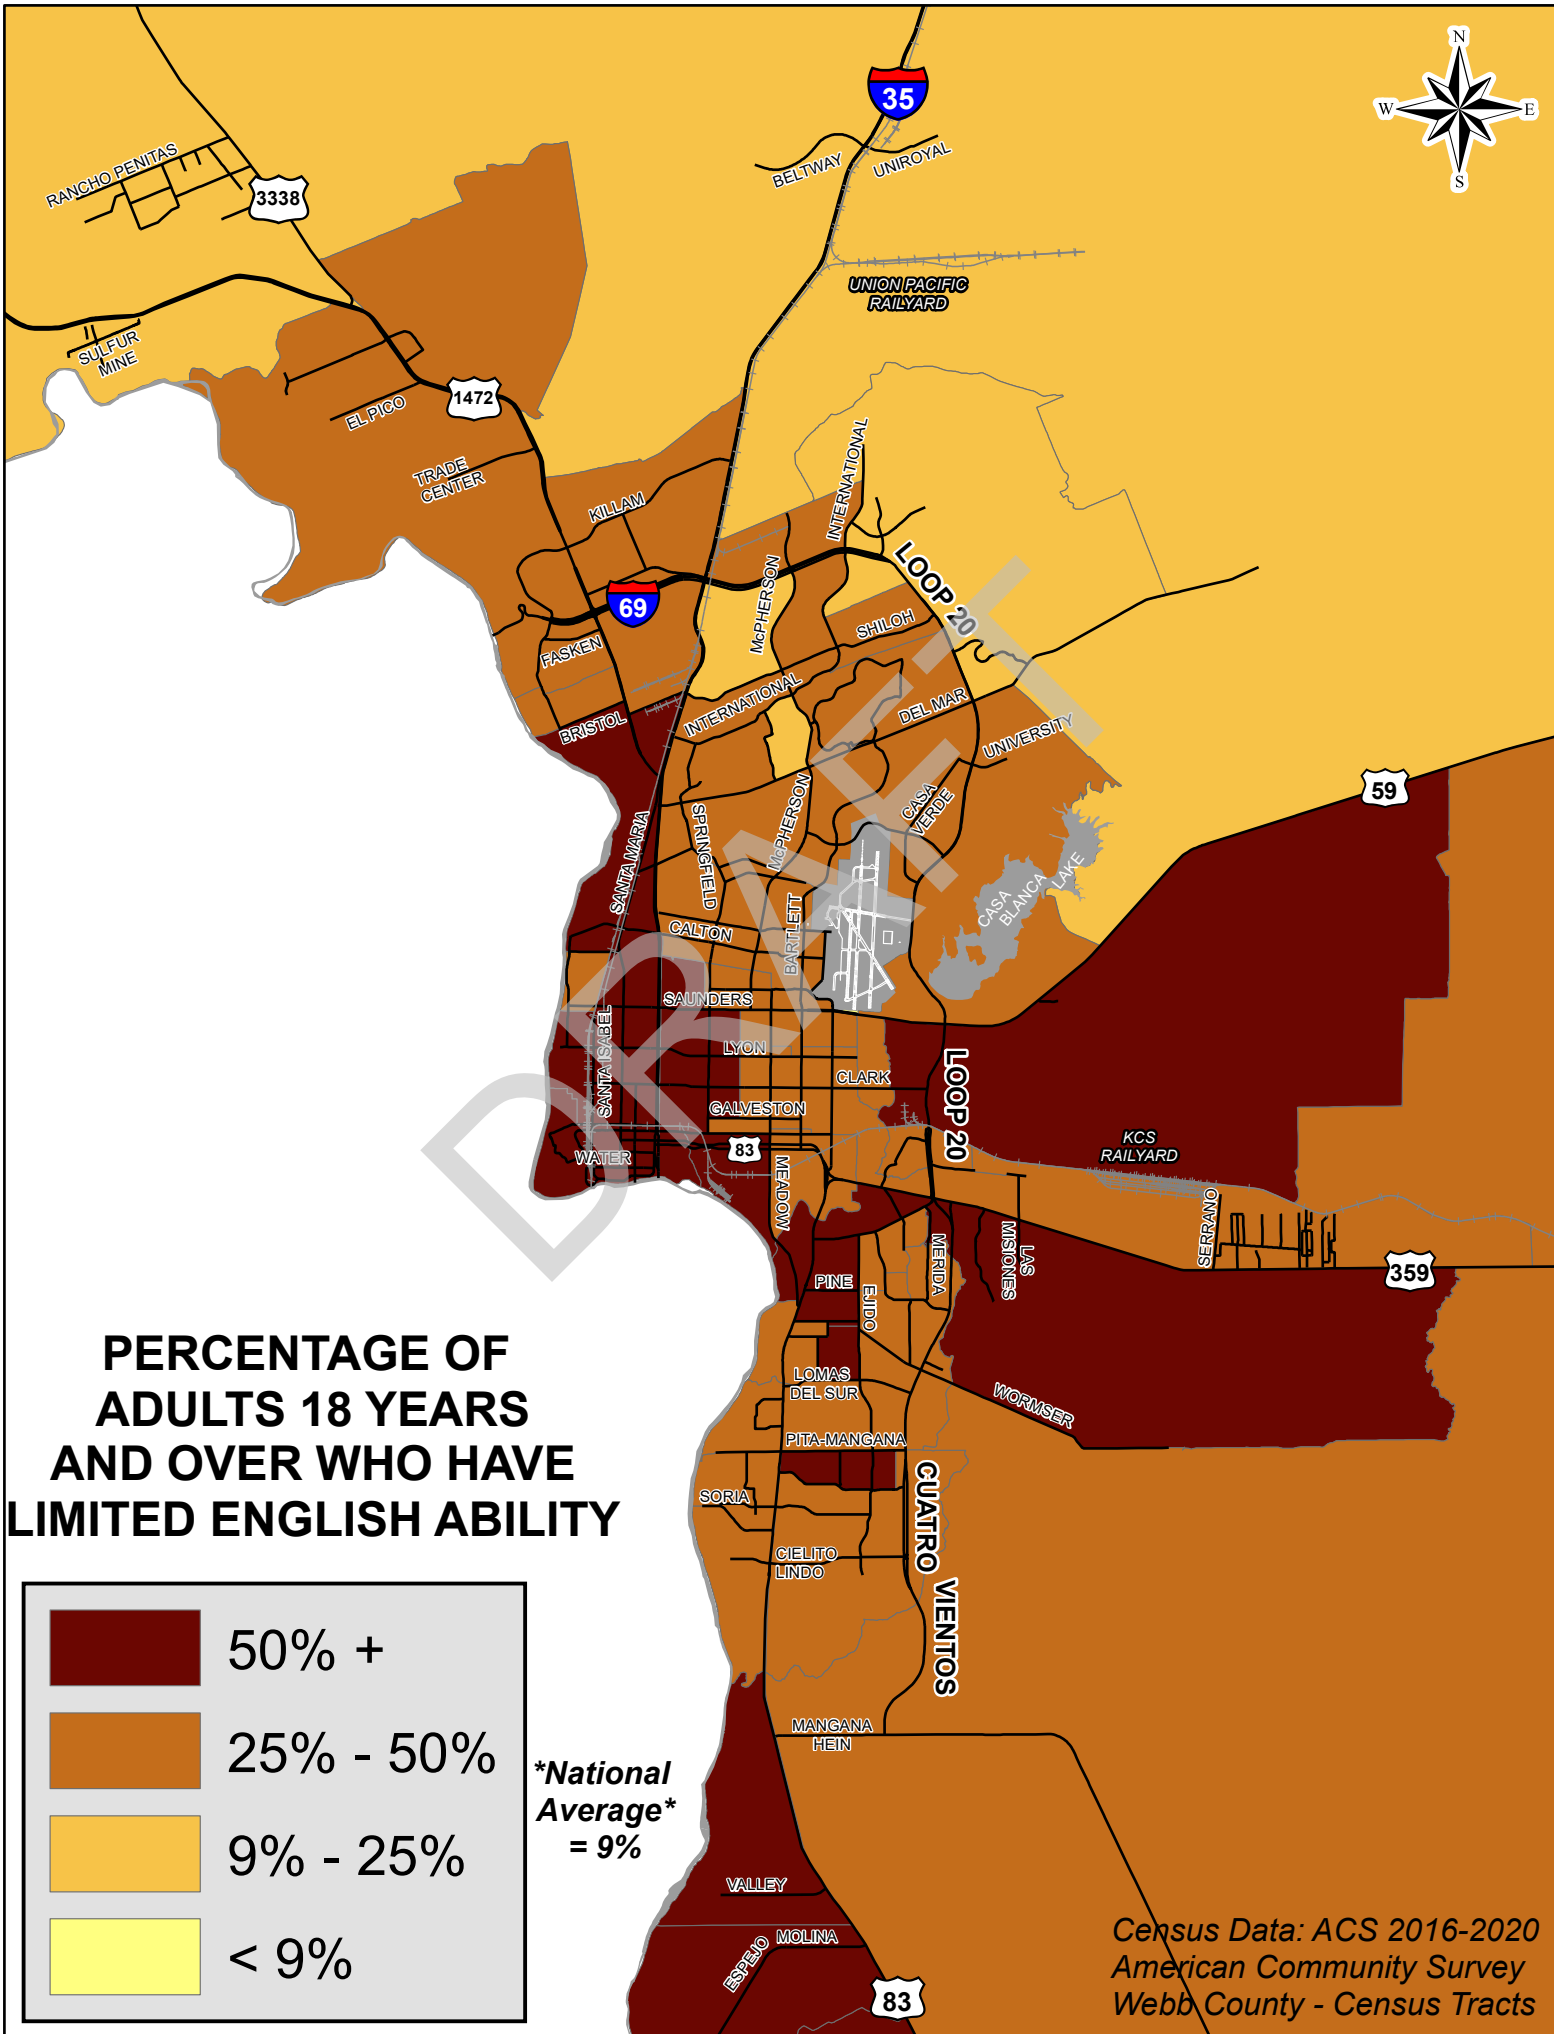 N
W
E
S
35
BELTWAY
UNIROYAL
RANCHO PENITAS
3338
UNION PACIFIC
RAILYARD
SULFUR
MINE
EL PICO
1472
TRADE
CENTER
KILLAM
INTERNATIONAL
LOOP 20
69
McPHERSON
SHILOH
FASKEN
INTERNATIONAL
BRISTOL
DEL MAR
UNIVERSITY
59
SANTA MARIA
SPRINGFIELD
McPHERSON
CASA
VERDE
CASA
BLANCA
LAKE
CALTON
BARTLETT
SAUNDERS
SANTA ISABEL
LYON
CLARK
LOOP 20
GALVESTON
83
WATER
MEADOW
KCS
RAILYARD
SERRANO
MERIDA
LAS
MISIONES
359
PINE
EJIDO
LOMAS
DEL SUR
WORMSER
PITA-MANGANA
SORIA
CUATRO VIENTOS
CIELITO
LINDO
MANGANA
HEIN
VALLEY
MOLINA
ESPEJO
83
DRAFT
PERCENTAGE OF
ADULTS 18 YEARS
AND OVER WHO HAVE
LIMITED ENGLISH ABILITY
50% +
25% - 50%
9% - 25%
< 9%
*National
Average*
= 9%
Census Data: ACS 2016-2020
American Community Survey
Webb County - Census Tracts